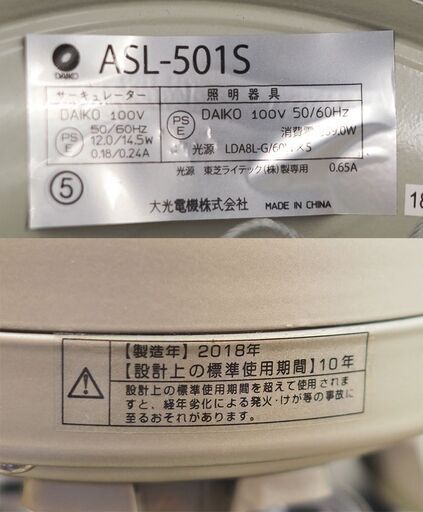 DAIKO
ASL-501S
サーキュレーター
DAIKO 100V
PS E
50/60Hz
12.0/14.5W
0.18/0.24A
照明器具
PS E
DAIKO 100V 50/60Hz
消費電
光源 LDA8L-G/60
光源 東芝ライテック(株)製専用 0.65A
⑤
大光電機株式会社 MADE IN CHINA
18
【製造年】2018年
【設計上の標準使用期間】10年
設計上の標準使用期間を超えて使用されま
すと、経年劣化による発火・けが等の事故に
至るおそれがあります。